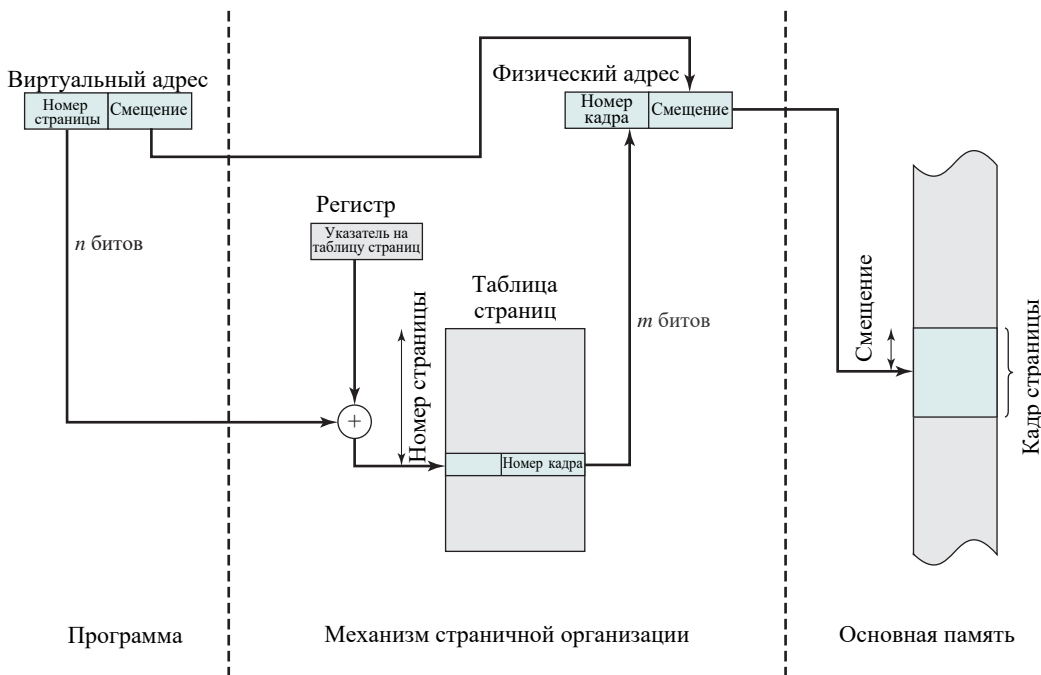 Виртуальный адрес
Номер
страницы
Смещение
Физический адрес
Номер
кадра
Смещение
n битов
Регистр
Указатель на
таблицу страниц
Номер страницы
Таблица
страниц
m битов
+
Номер кадра
Смещение
Кадр страницы
Программа
Механизм страничной организации
Основная память